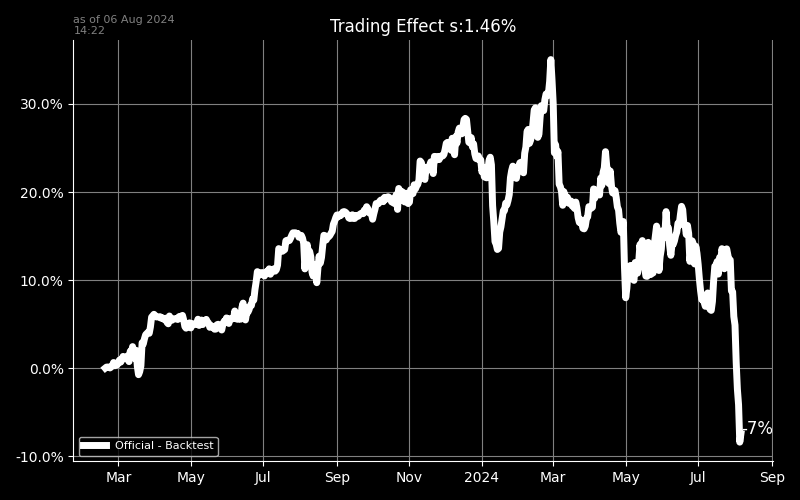 as of 06 Aug 2024
14:22
Trading Effect s:1.46%
30.0%
20.0%
10.0%
0.0%
-10.0%
-7%
Official - Backtest
Mar
May
Jul
Sep
Nov
2024
Mar
May
Jul
Sep